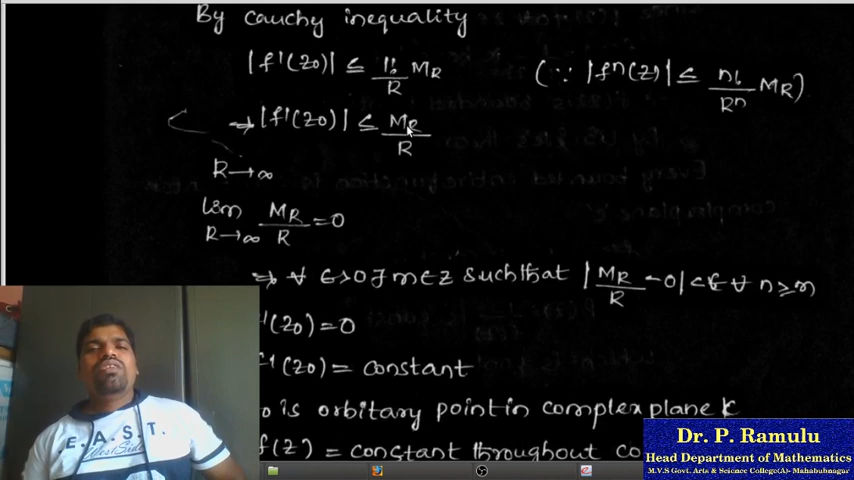 By cauchy inequality
|f'(z0)| ≤ 1!/R MR (∵ |fⁿ(z)| ≤ n!/Rⁿ MR)
⇒ |f'(z0)| ≤ MR/R
R→∞
lim R→∞ MR/R = 0
⇒ ∀ ε>0 ∃ m∈z such that |MR/R - 0| < ε ∀ n≥m
'(z0) = 0
f'(z0) = constant
o is orbitary point in complex plane ₵
f(z) = constant throughout co
E.A.S.T.
WestSide
Dr. P. Ramulu
Head Department of Mathematics
M.V.S Govt. Arts & Science College(A)- Mahabubnagar